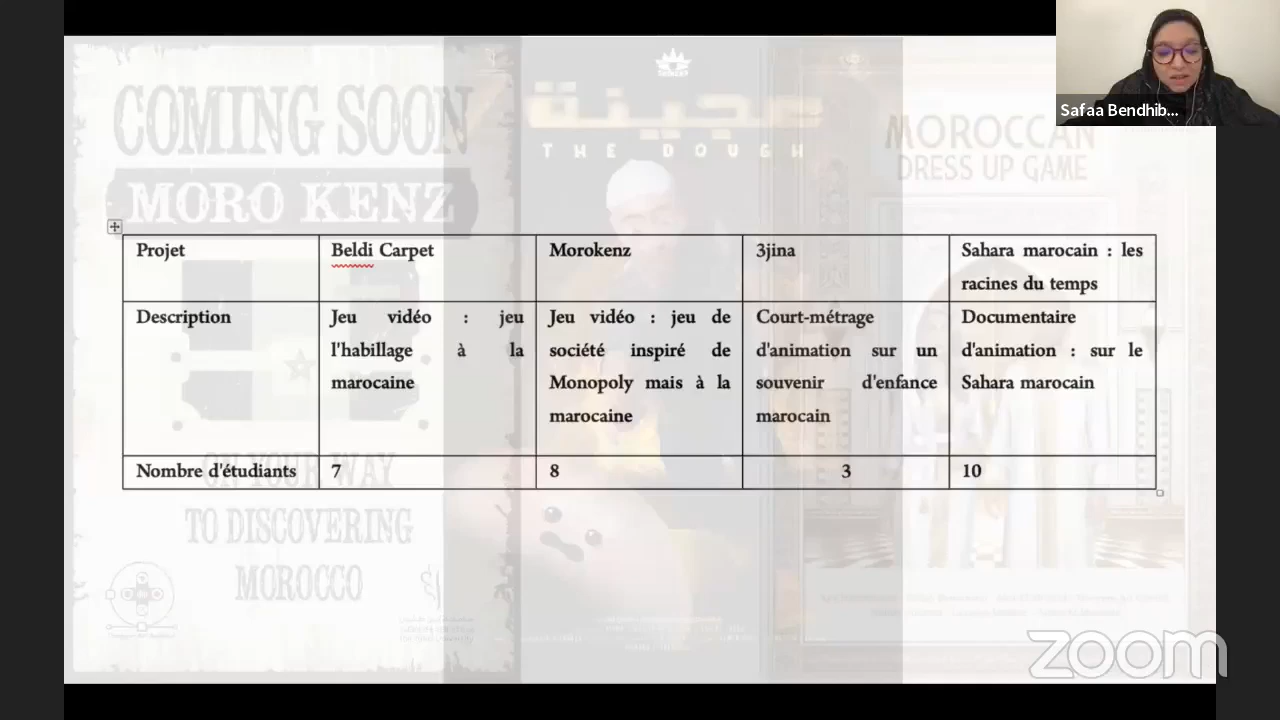 Safaa Bendhib...
COMING SOON
MORO KENZ
عجينة
THE DOUGH
MOROCCAN
DRESS UP GAME
Projet
Beldi Carpet
Morokenz
3jina
Sahara marocain : les
racines du temps
Description
Jeu vidéo : jeu
l'habillage à la
marocaine
Jeu vidéo : jeu de
société inspiré de
Monopoly mais à la
marocaine
Court-métrage
d'animation sur un
souvenir d'enfance
marocain
Documentaire
d'animation : sur le
Sahara marocain
Nombre d'étudiants
7
8
3
10
ON YOUR WAY
TO DISCOVERING
MOROCCO
zoom